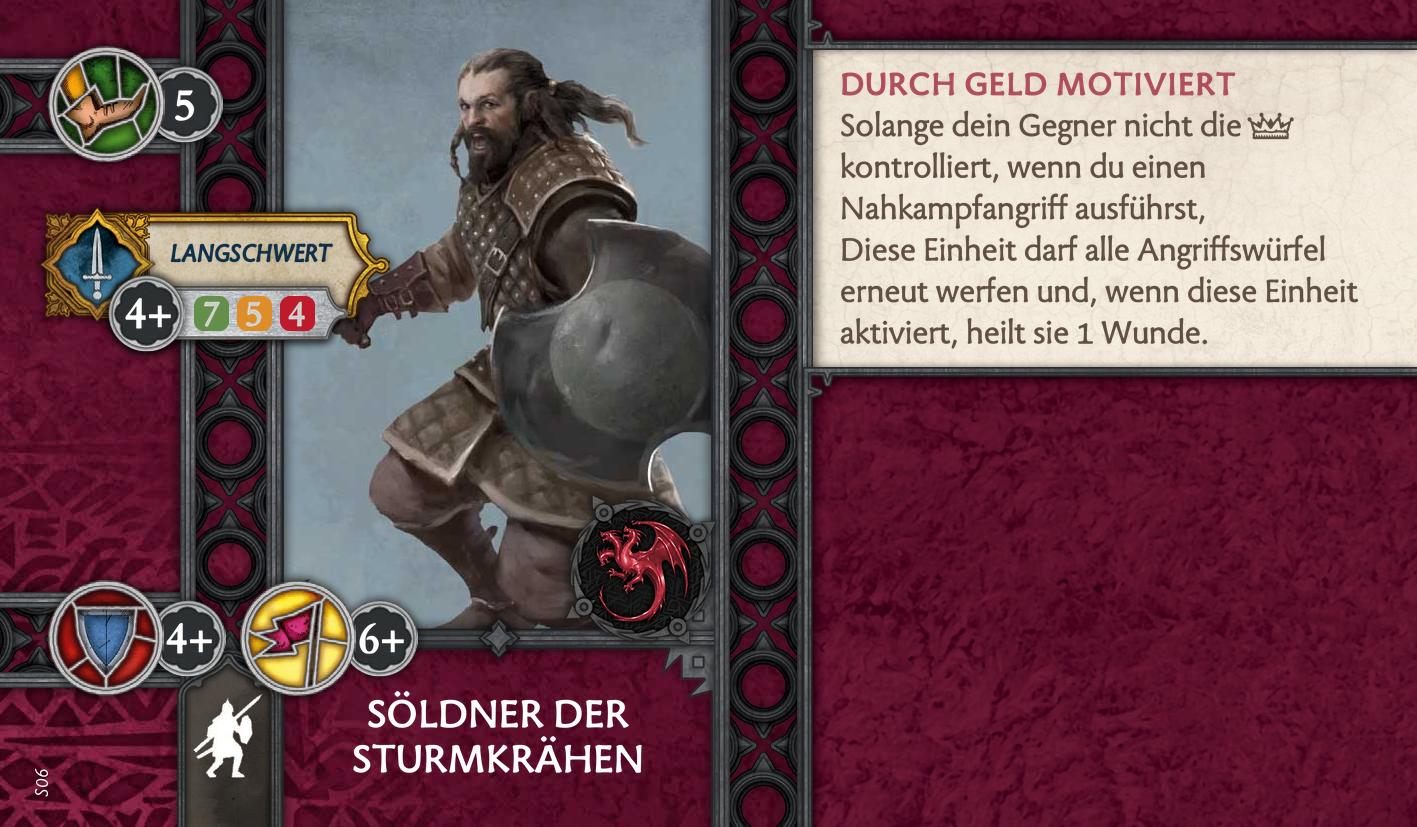 5
LANGSCHWERT
4+ 7 5 4
4+ 6+
SÖLDNER DER
STURMKRÄHEN
S06
DURCH GELD MOTIVIERT
Solange dein Gegner nicht die
kontrolliert, wenn du einen
Nahkampfangriff ausführst,
Diese Einheit darf alle Angriffswürfel
erneut werfen und, wenn diese Einheit
aktiviert, heilt sie 1 Wunde.